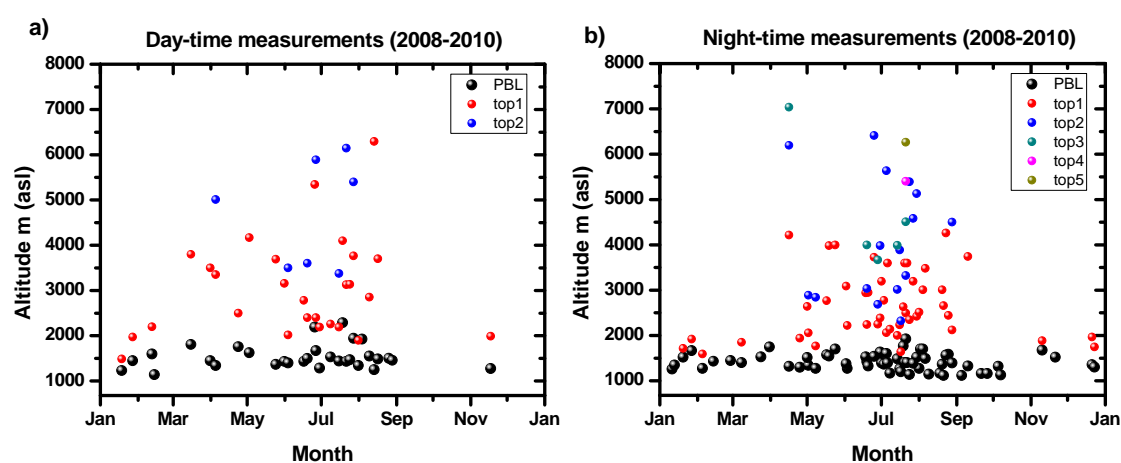 a)
Day-time measurements (2008-2010)
8000
7000
6000
5000
4000
3000
2000
1000
Altitude m (asl)
PBL
top1
top2
Jan Mar May Jul Sep Nov Jan
Month
b)
Night-time measurements (2008-2010)
8000
7000
6000
5000
4000
3000
2000
1000
Altitude m (asl)
PBL
top1
top2
top3
top4
top5
Jan Mar May Jul Sep Nov Jan
Month